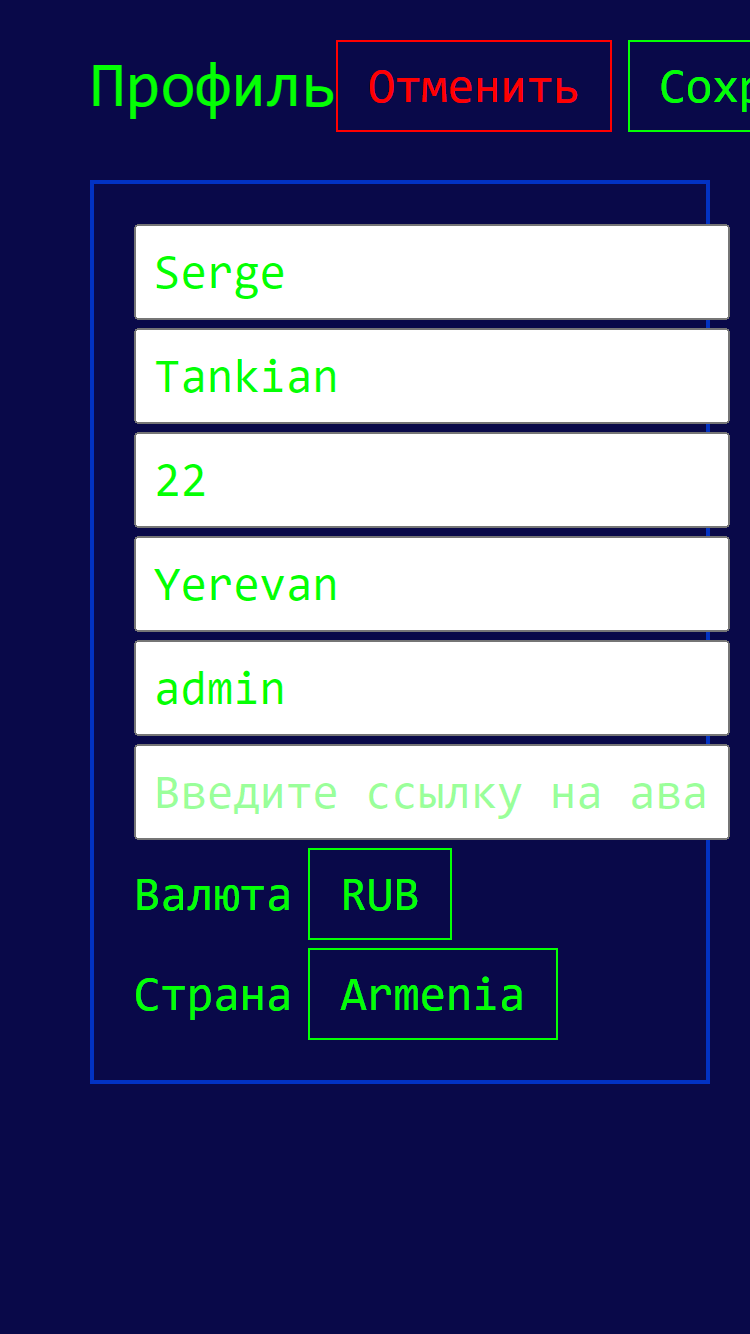 Профиль Отменить Сохр
Serge
Tankian
22
Yerevan
admin
Введите ссылку на ава
Валюта RUB
Страна Armenia